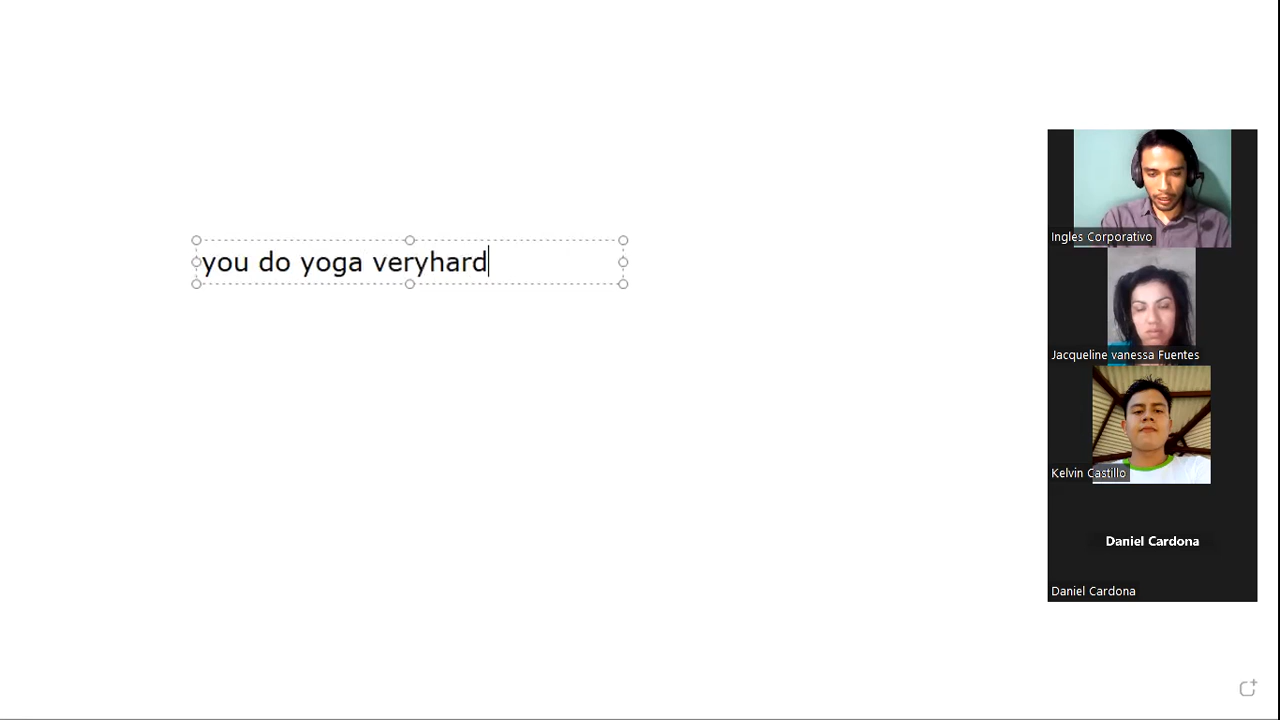 you do yoga veryhard
Ingles Corporativo
Jacqueline vanessa Fuentes
Kelvin Castillo
Daniel Cardona
Daniel Cardona